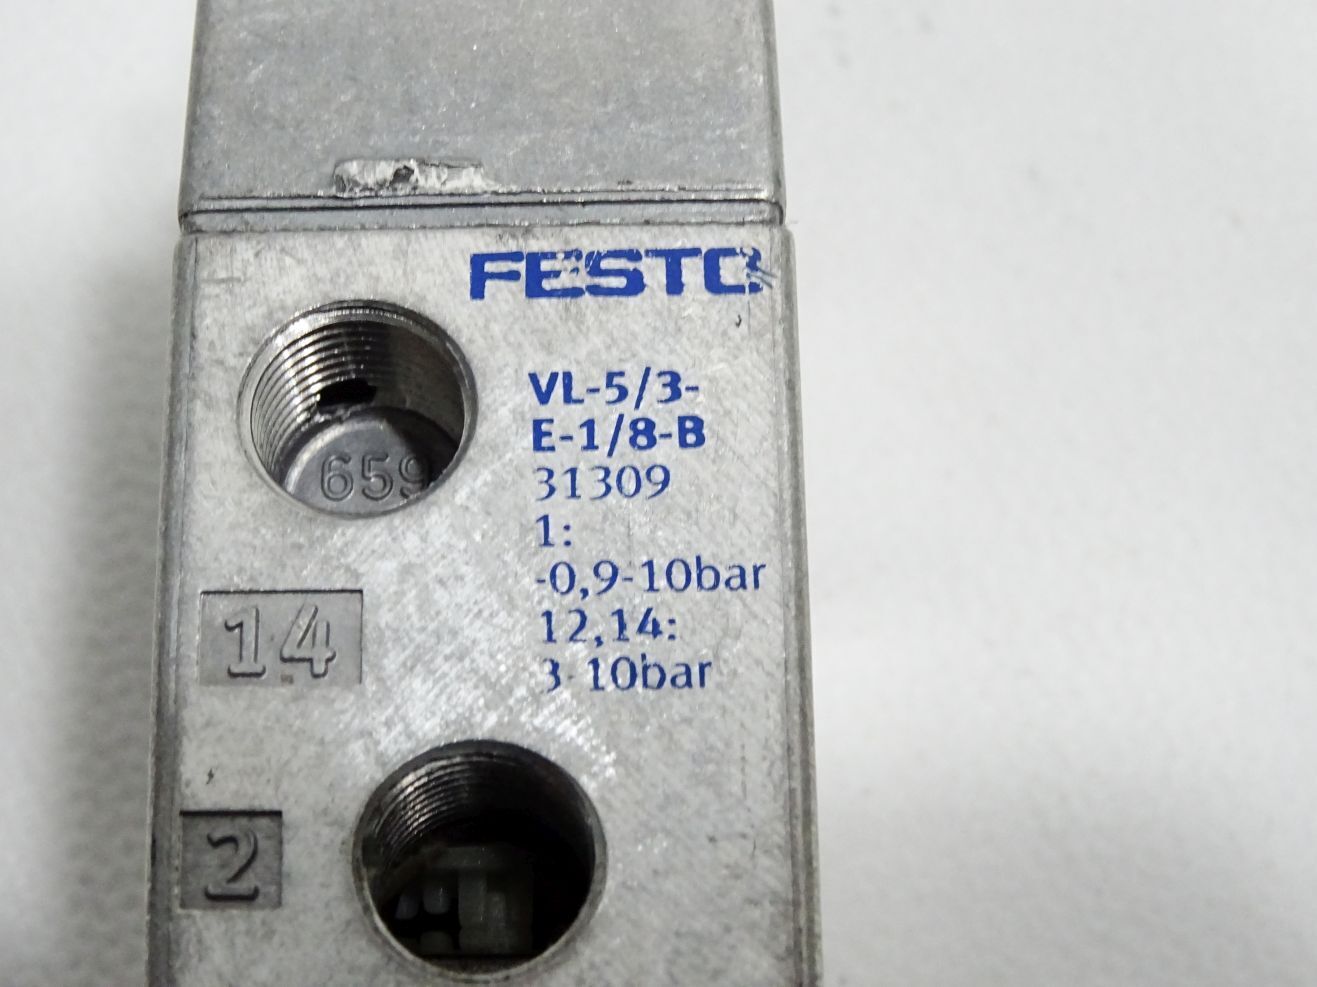 FESTO
VL-5/3-
E-1/8-B
31309
1:
-0,9-10bar
12,14:
3-10bar
659
14
2